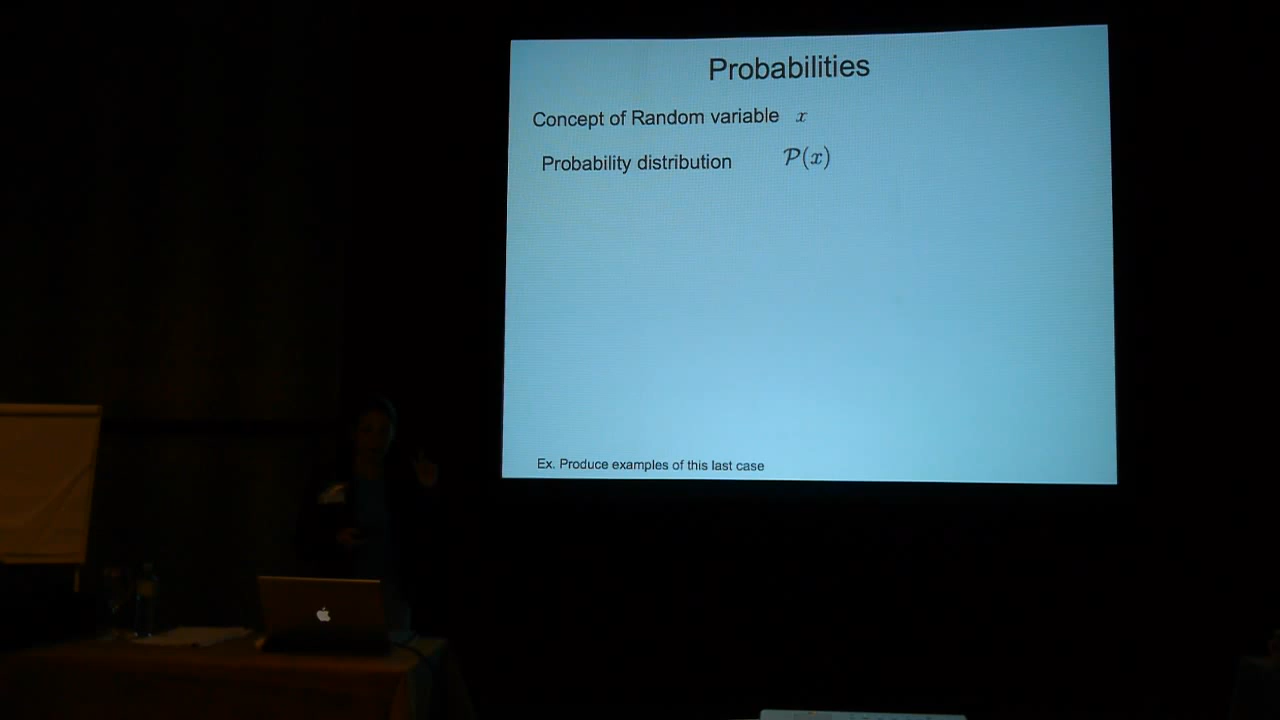 Probabilities
Concept of Random variable x
Probability distribution P(x)
Ex. Produce examples of this last case